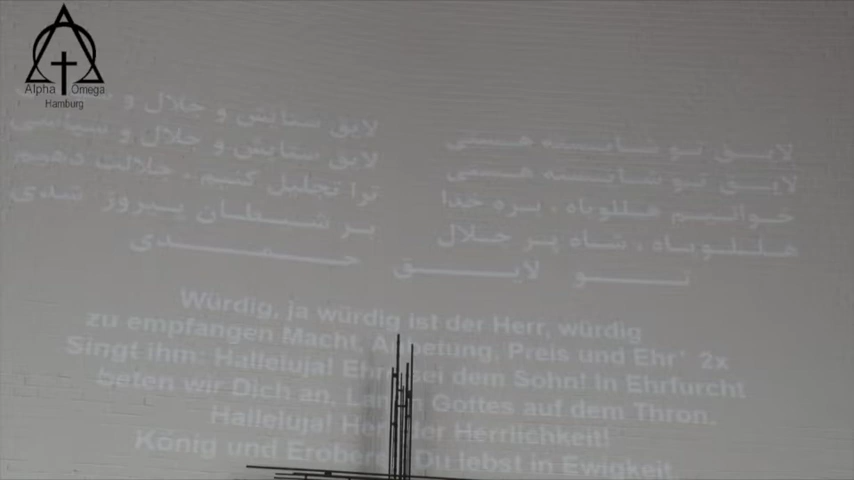 Alpha Omega
Hamburg
لایق تو شایسته هستی لایق ستایش و جلال و
لایق تو شایسته هستی لایق ستایش و جلال و سپاسی
خوانیم هللویاه ، بره خدا ترا تجلیل کنیم ، جلالت دهیم
هللویاه ، شاه پر جلال بر شیطان پیروز شدی
تو لایق حمدی
Würdig, ja würdig ist der Herr, würdig
zu empfangen Macht, Anbetung, Preis und Ehr' 2x
Singt ihm: Halleluja! Ehre sei dem Sohn! In Ehrfurcht
beten wir Dich an, Lamm Gottes auf dem Thron.
Halleluja! der Herrlichkeit!
König und Du lebst in Ewigkeit